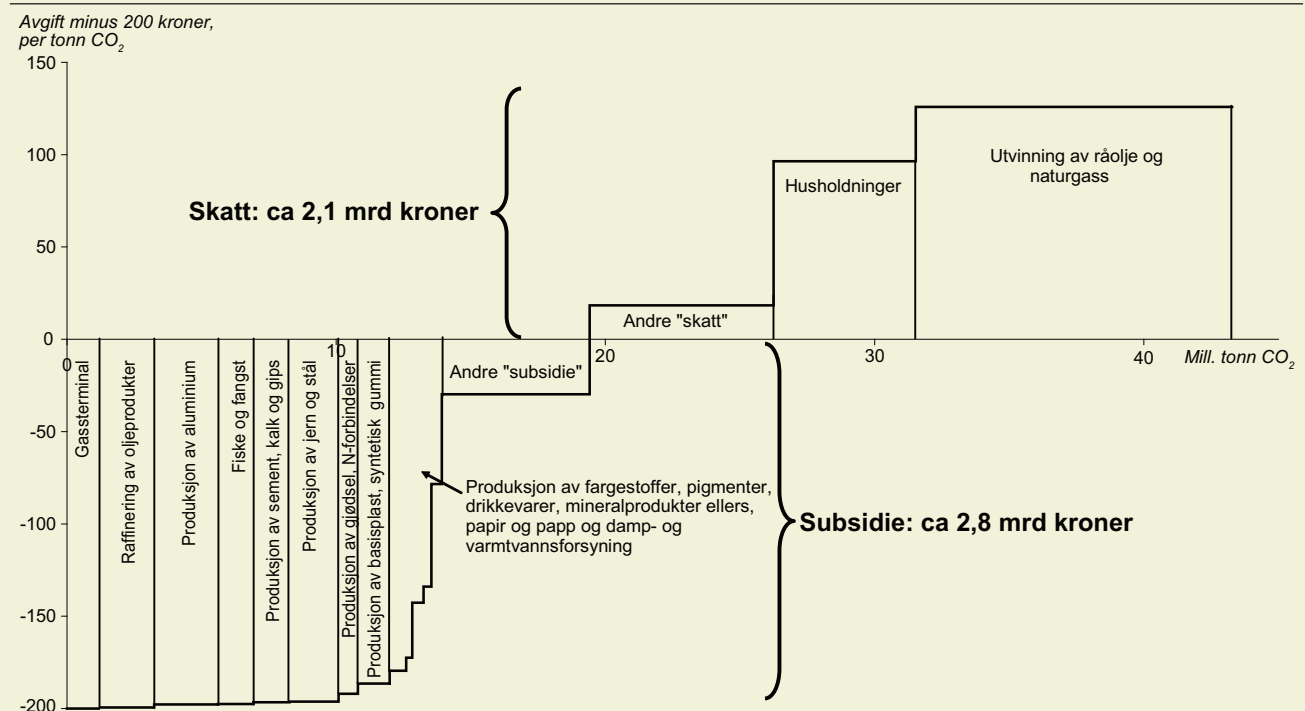 Avgift minus 200 kroner,
per tonn CO2
150
100
50
0
-50
-100
-150
-200
0
10
20
30
40
Mill. tonn CO2
Skatt: ca 2,1 mrd kroner
Utvinning av råolje og
naturgass
Husholdninger
Andre "skatt"
Andre "subsidie"
Gassterminal
Raffinering av oljeprodukter
Produksjon av aluminium
Fiske og fangst
Produksjon av sement, kalk og gips
Produksjon av jern og stål
Produksjon av gjødsel, N-forbindelser
Produksjon av basisplast, syntetisk gummi
Produksjon av fargestoffer, pigmenter,
drikkevarer, mineralprodukter ellers,
papir og papp og damp- og
varmtvannsforsyning
Subsidie: ca 2,8 mrd kroner